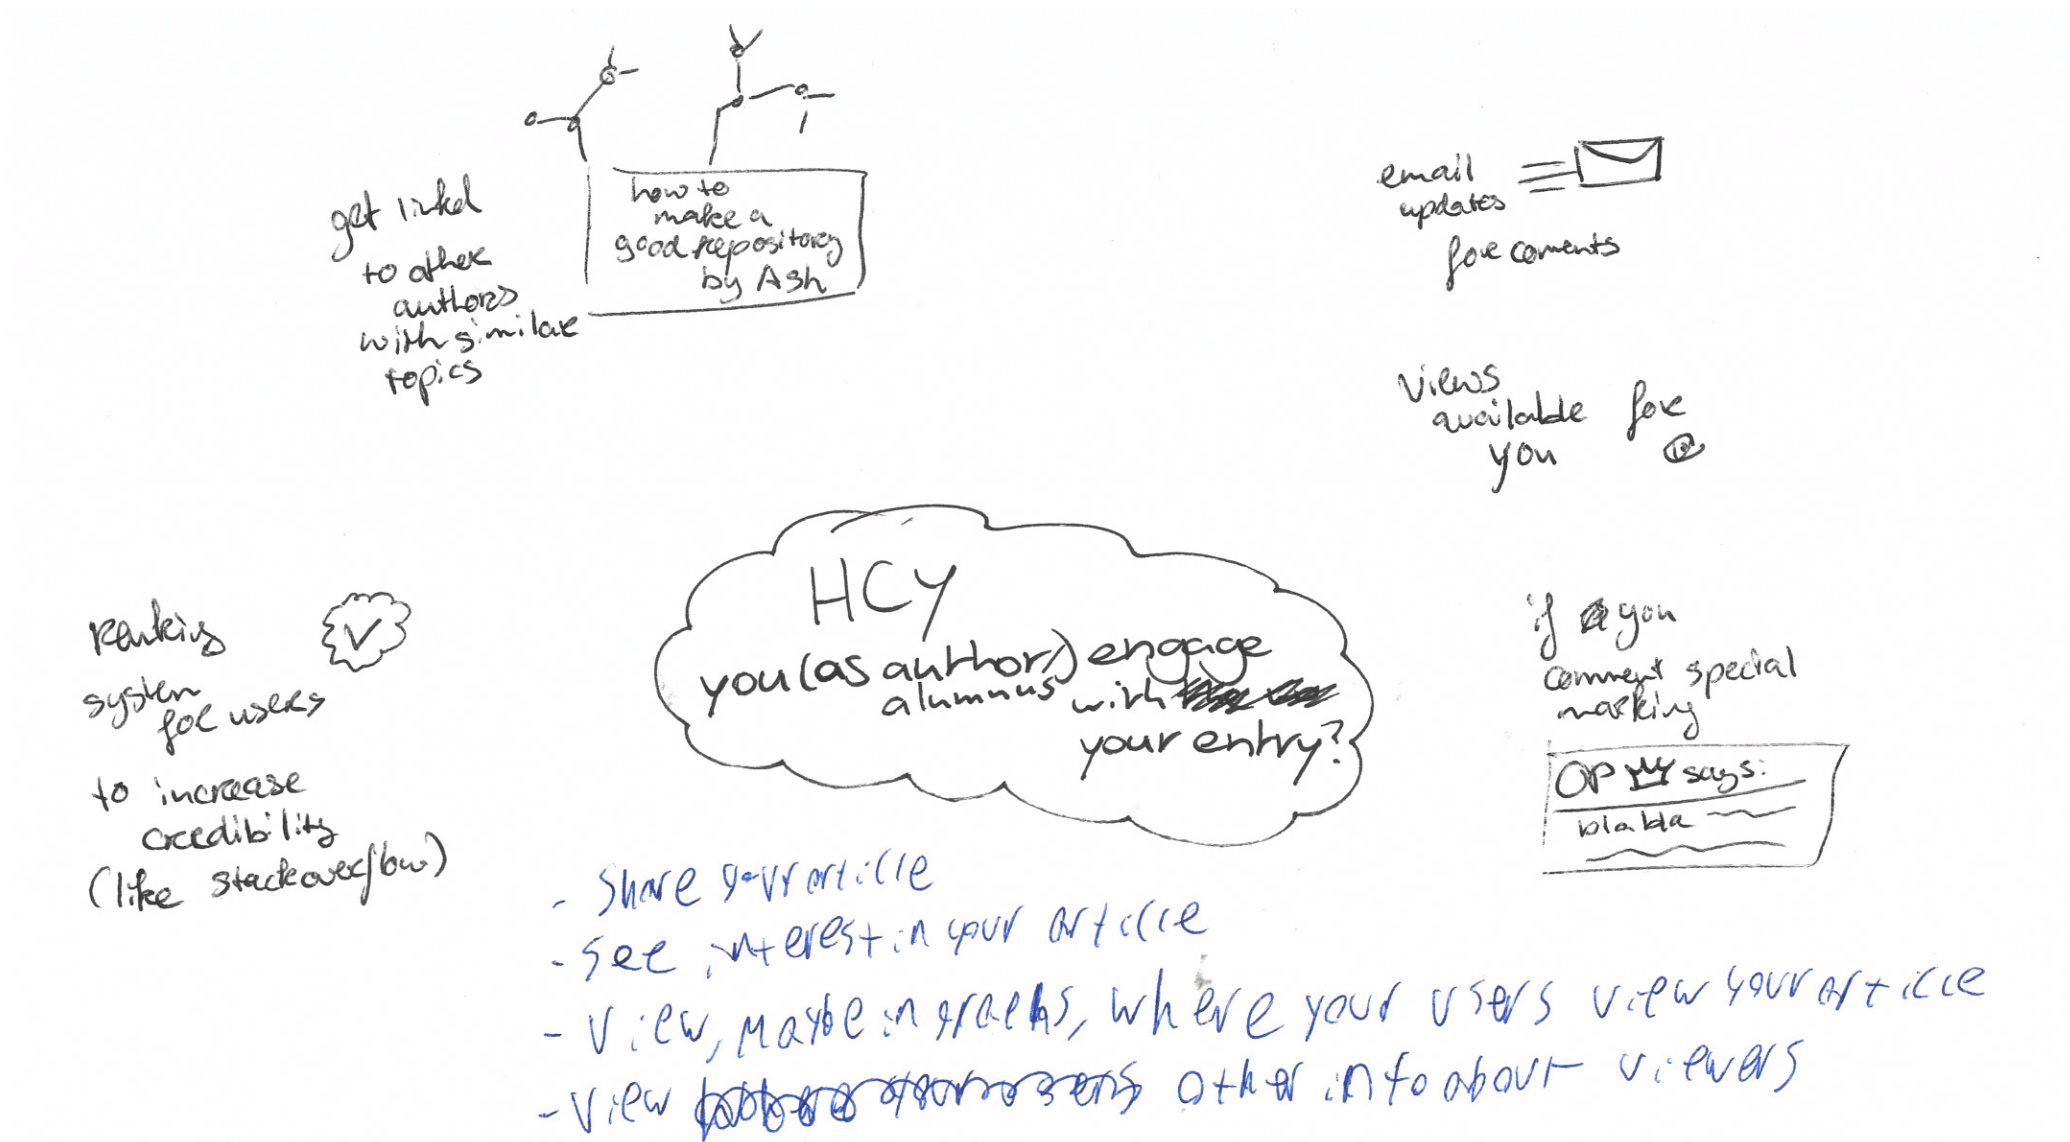 get linkd
to other
authors
with similar
topics
how to
make a
good repository
by Ash
email
updates
for coments
views
available for
you
HCY
you (as author) engage
alumnus with
your entry?
Ranking
system
for users
to increase
credibility
(like stackoverflow)
if you
comment special
marking
OP says:
blabla
- Share your article
- See interest in your article
- View, maybe in graphs, where your users view your article
- View other info about viewers